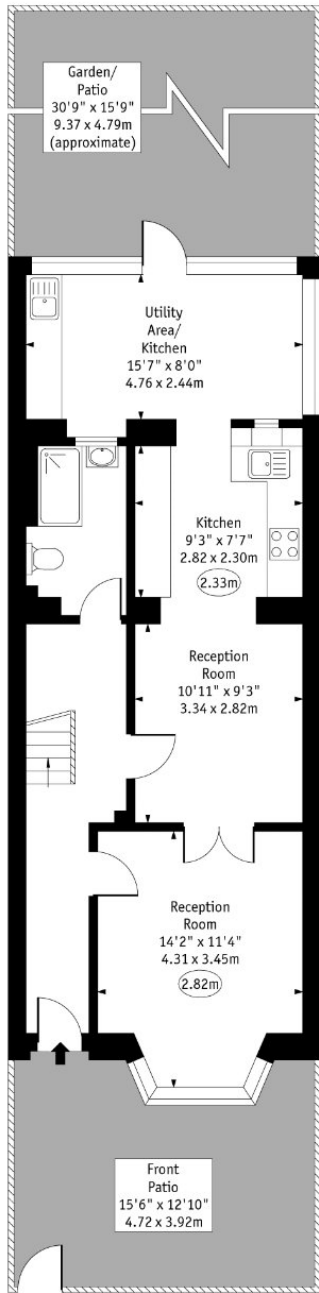 Garden/
Patio
30'9" x 15'9"
9.37 x 4.79m
(approximate)
Utility
Area/
Kitchen
15'7" x 8'0"
4.76 x 2.44m
Kitchen
9'3" x 7'7"
2.82 x 2.30m
2.33m
Reception
Room
10'11" x 9'3"
3.34 x 2.82m
Reception
Room
14'2" x 11'4"
4.31 x 3.45m
2.82m
Front
Patio
15'6" x 12'10"
4.72 x 3.92m